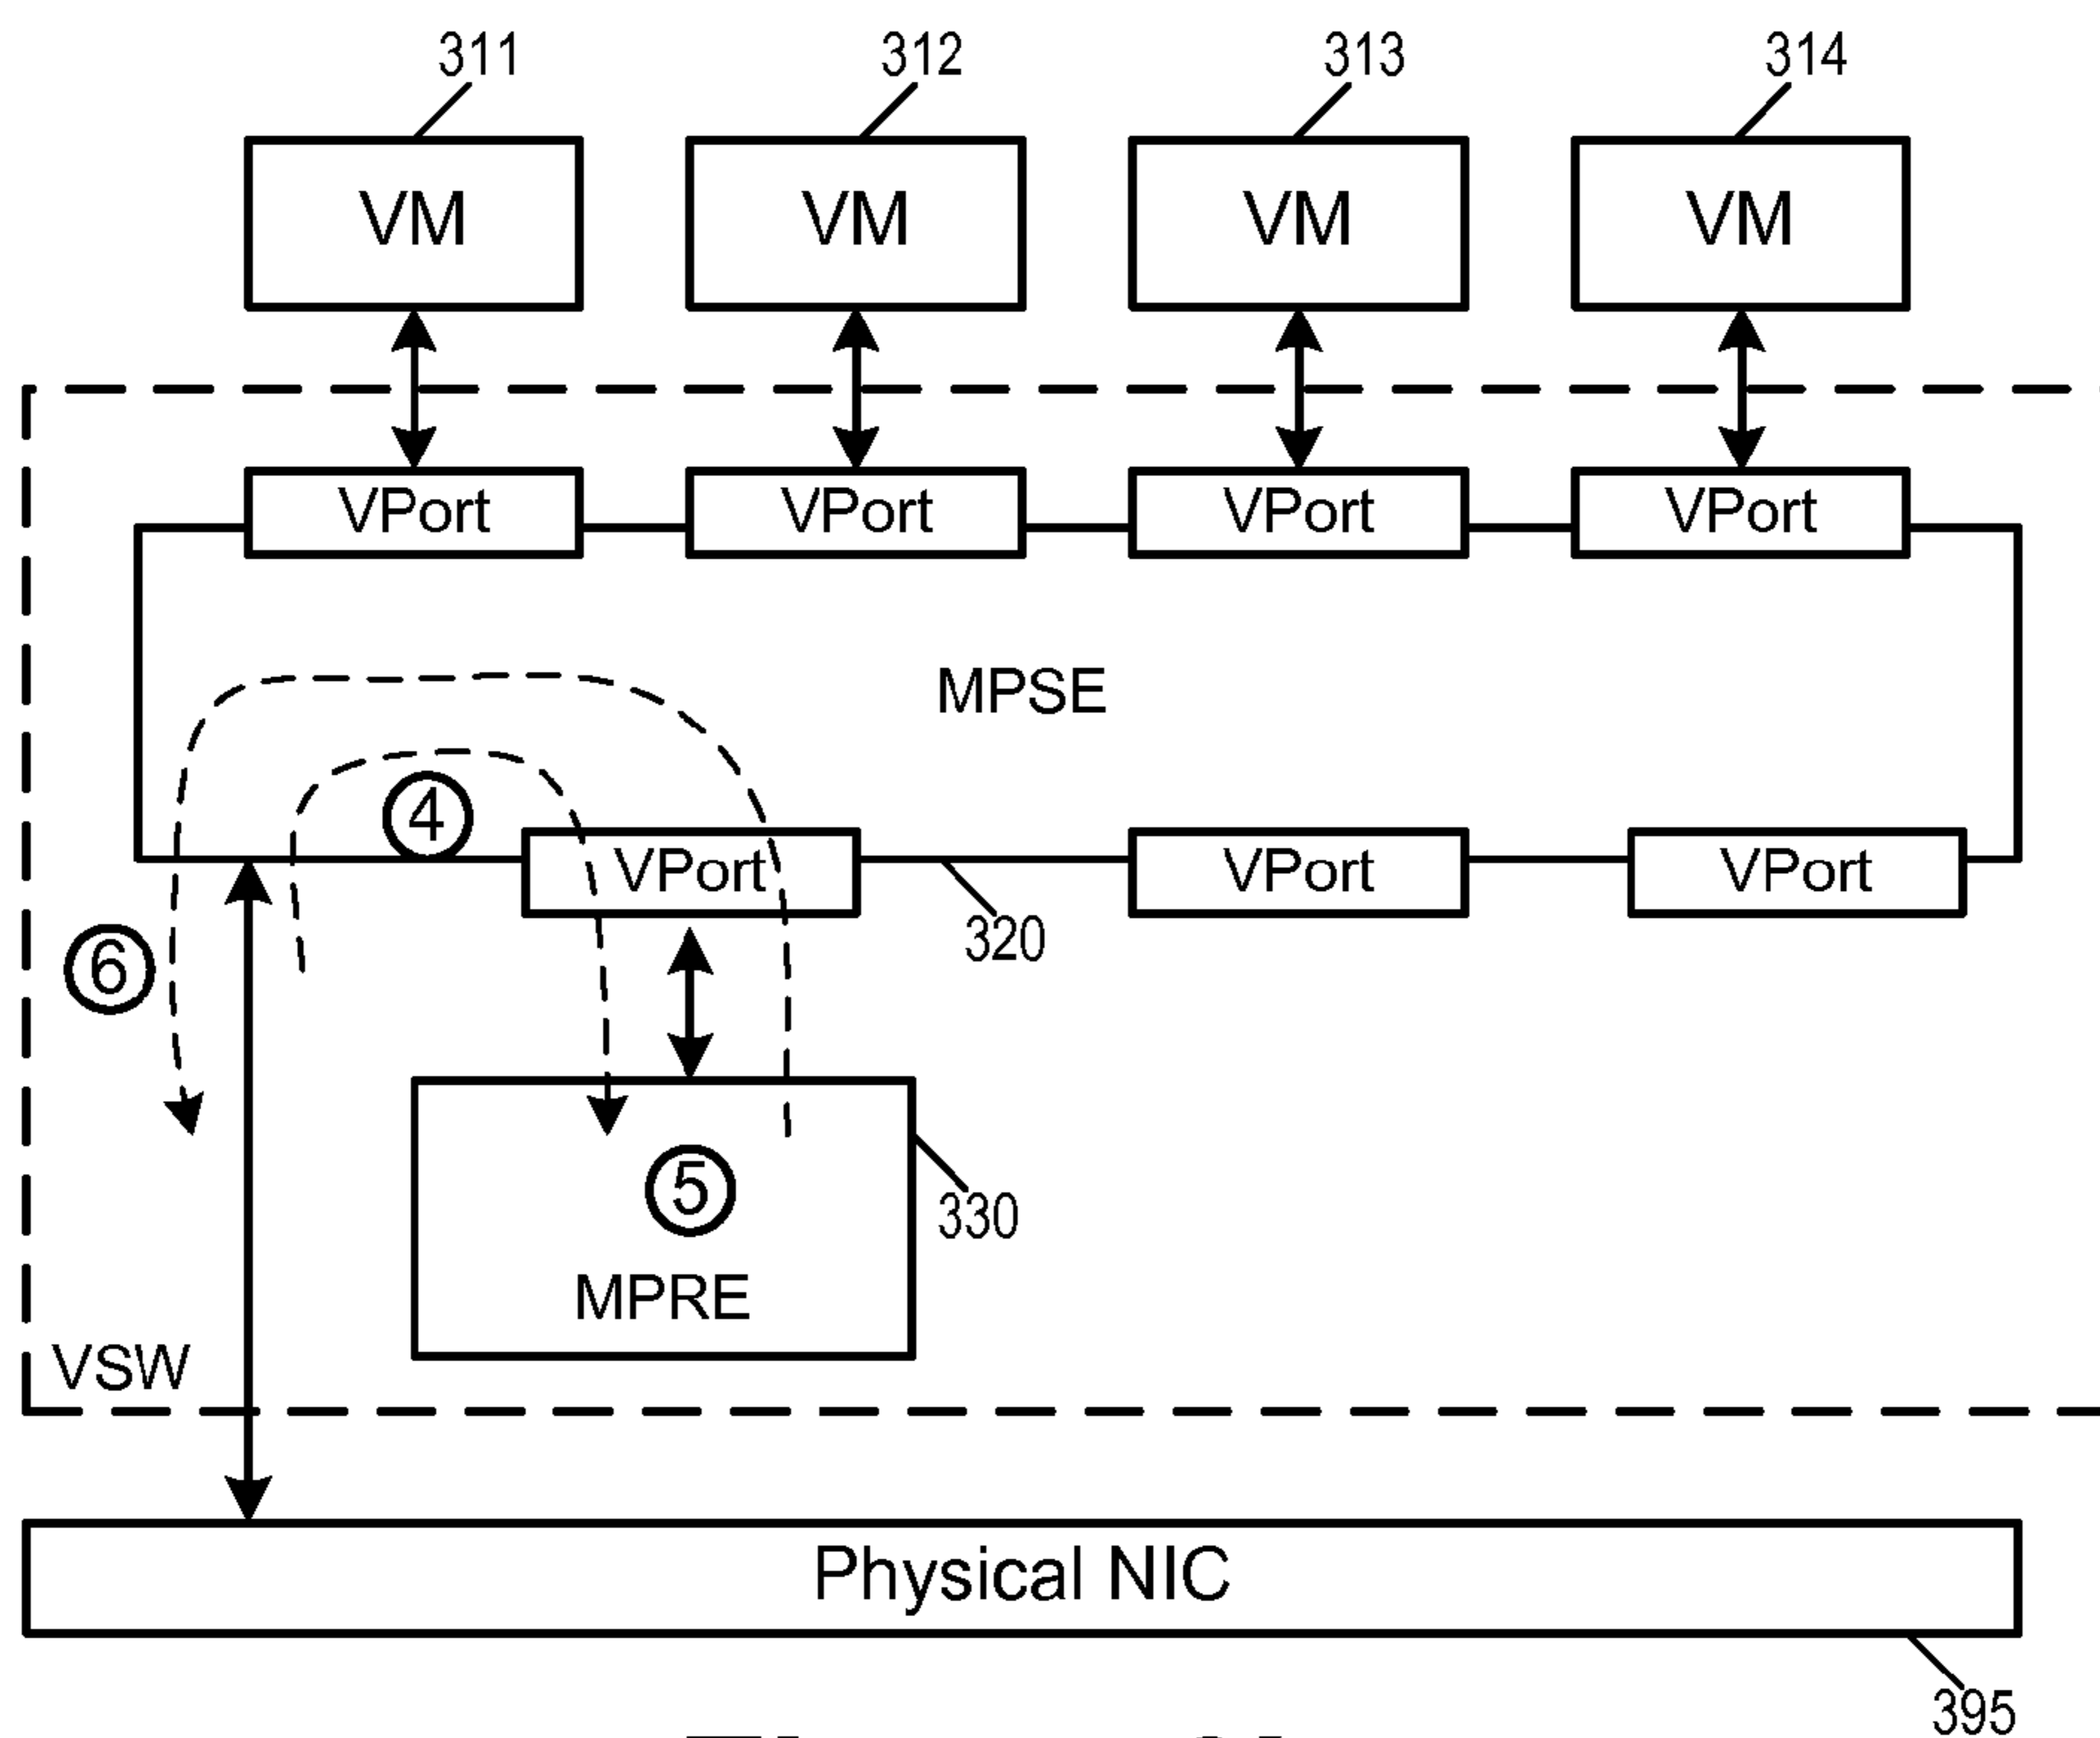 311 312 313 314
VM VM VM VM
VPort VPort VPort VPort
MPSE
4
VPort VPort VPort
320
6
5
330
MPRE
VSW
Physical NIC
395